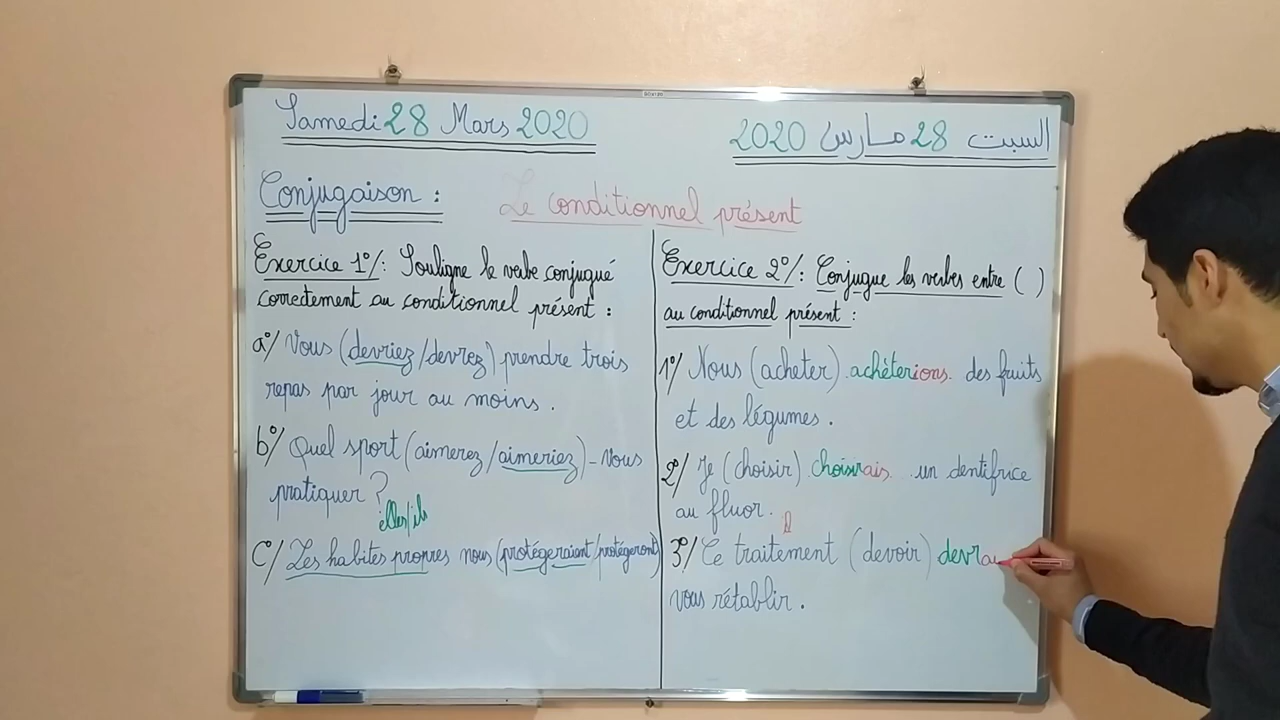 Samedi 28 Mars 2020
السبت 28 مارس 2020
Conjugaison :
Le conditionnel présent
Exercice 1°/: Souligne le verbe conjugué
correctement au conditionnel présent :
a°/ Vous (devriez/devrez) prendre trois
repas par jour au moins.
b°/ Quel sport (aimerez/aimeriez)-vous
pratiquer ?
elles/ils
C°/ Les habites propres nous (protégeraient/protégeront)
Exercice 2°/: Conjugue les verbes entre ( )
au conditionnel présent :
1°/ Nous (acheter) .achèterions. des fruits
et des légumes.
2°/ Je (choisir) .choisirais. un dentifrice
au fluor.
Il
3°/ Ce traitement (devoir) devrai
vous rétablir.